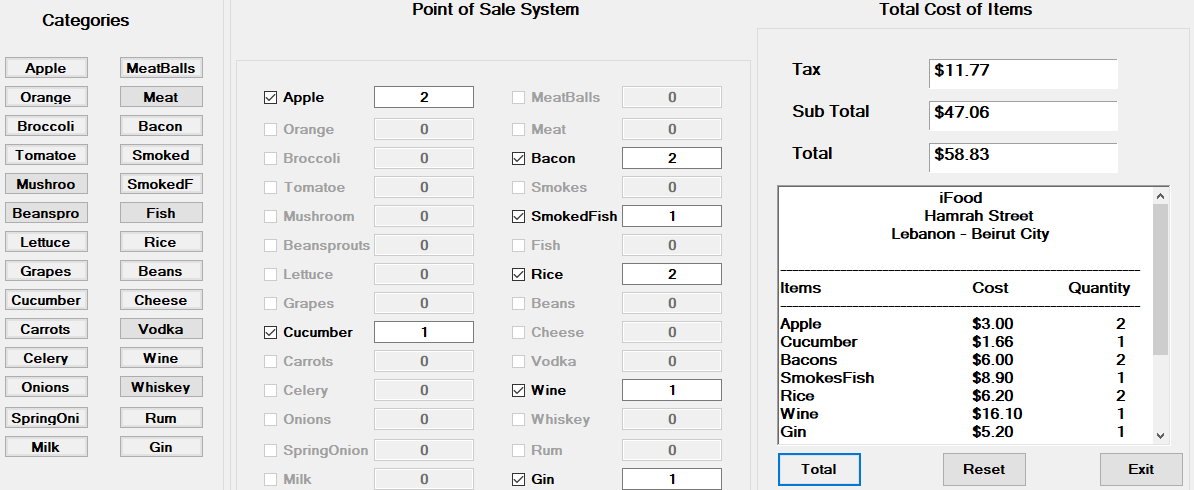 Categories
Apple MeatBalls
Orange Meat
Broccoli Bacon
Tomatoe Smoked
Mushroo SmokedF
Beanspro Fish
Lettuce Rice
Grapes Beans
Cucumber Cheese
Carrots Vodka
Celery Wine
Onions Whiskey
SpringOni Rum
Milk Gin
Point of Sale System
Apple 2 MeatBalls 0
Orange 0 Meat 0
Broccoli 0 Bacon 2
Tomatoe 0 Smokes 0
Mushroom 0 SmokedFish 1
Beansprouts 0 Fish 0
Lettuce 0 Rice 2
Grapes 0 Beans 0
Cucumber 1 Cheese 0
Carrots 0 Vodka 0
Celery 0 Wine 1
Onions 0 Whiskey 0
SpringOnion 0 Rum 0
Milk 0 Gin 1
Total Cost of Items
Tax $11.77
Sub Total $47.06
Total $58.83
iFood
Hamrah Street
Lebanon - Beirut City
Items Cost Quantity
Apple $3.00 2
Cucumber $1.66 1
Bacons $6.00 2
SmokesFish $8.90 1
Rice $6.20 2
Wine $16.10 1
Gin $5.20 1
Total Reset Exit